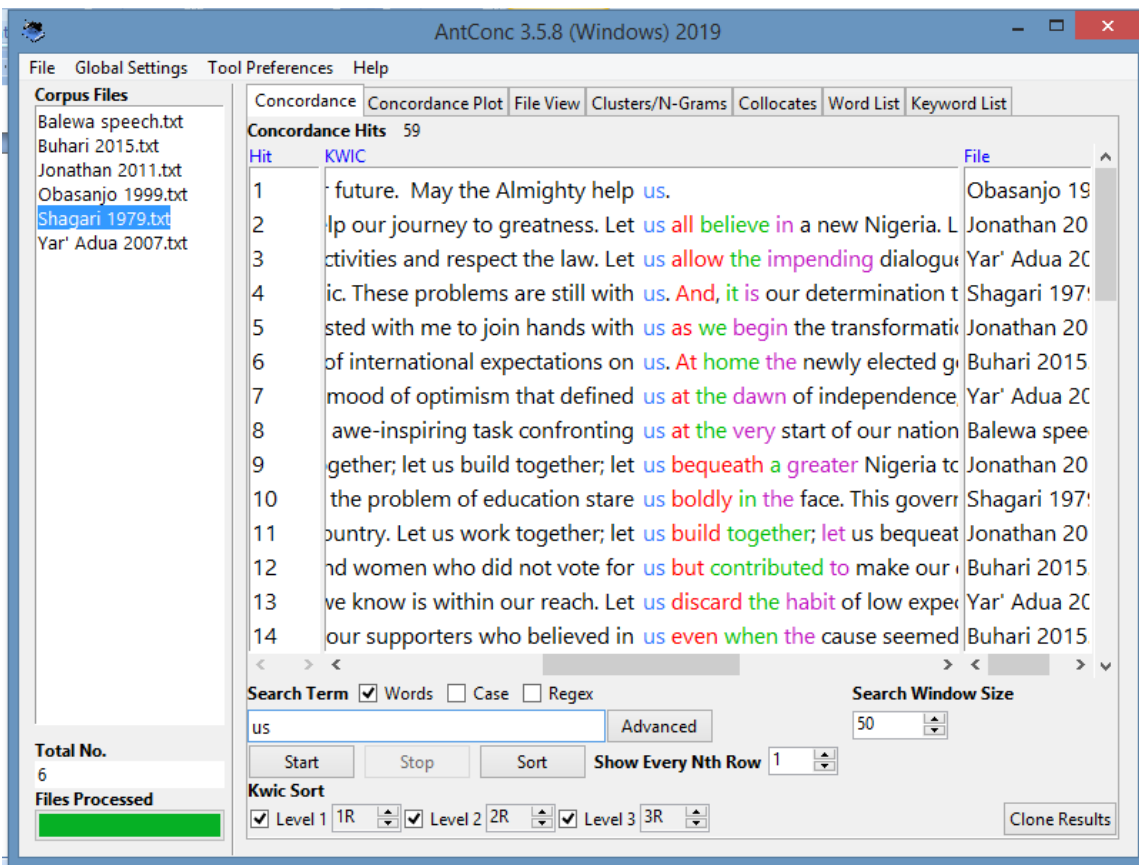 AntConc 3.5.8 (Windows) 2019
File Global Settings Tool Preferences Help
Corpus Files
Balewa speech.txt
Buhari 2015.txt
Jonathan 2011.txt
Obasanjo 1999.txt
Shagari 1979.txt
Yar' Adua 2007.txt
Total No.
6
Files Processed
Concordance Concordance Plot File View Clusters/N-Grams Collocates Word List Keyword List
Concordance Hits 59
Hit KWIC File
1 future. May the Almighty help us. Obasanjo 19
2 lp our journey to greatness. Let us all believe in a new Nigeria. L Jonathan 20
3 ctivities and respect the law. Let us allow the impending dialogue Yar' Adua 20
4 ic. These problems are still with us. And, it is our determination t Shagari 1979
5 sted with me to join hands with us as we begin the transformatio Jonathan 20
6 of international expectations on us. At home the newly elected g Buhari 2015
7 mood of optimism that defined us at the dawn of independence, Yar' Adua 20
8 awe-inspiring task confronting us at the very start of our nation Balewa spee
9 gether; let us build together; let us bequeath a greater Nigeria to Jonathan 20
10 the problem of education stare us boldly in the face. This govern Shagari 1979
11 ountry. Let us work together; let us build together; let us bequeat Jonathan 20
12 nd women who did not vote for us but contributed to make our Buhari 2015
13 we know is within our reach. Let us discard the habit of low expec Yar' Adua 20
14 our supporters who believed in us even when the cause seemed Buhari 2015
Search Term Words Case Regex Search Window Size
us Advanced 50
Start Stop Sort Show Every Nth Row 1
Kwic Sort
Level 1 1R Level 2 2R Level 3 3R Clone Results